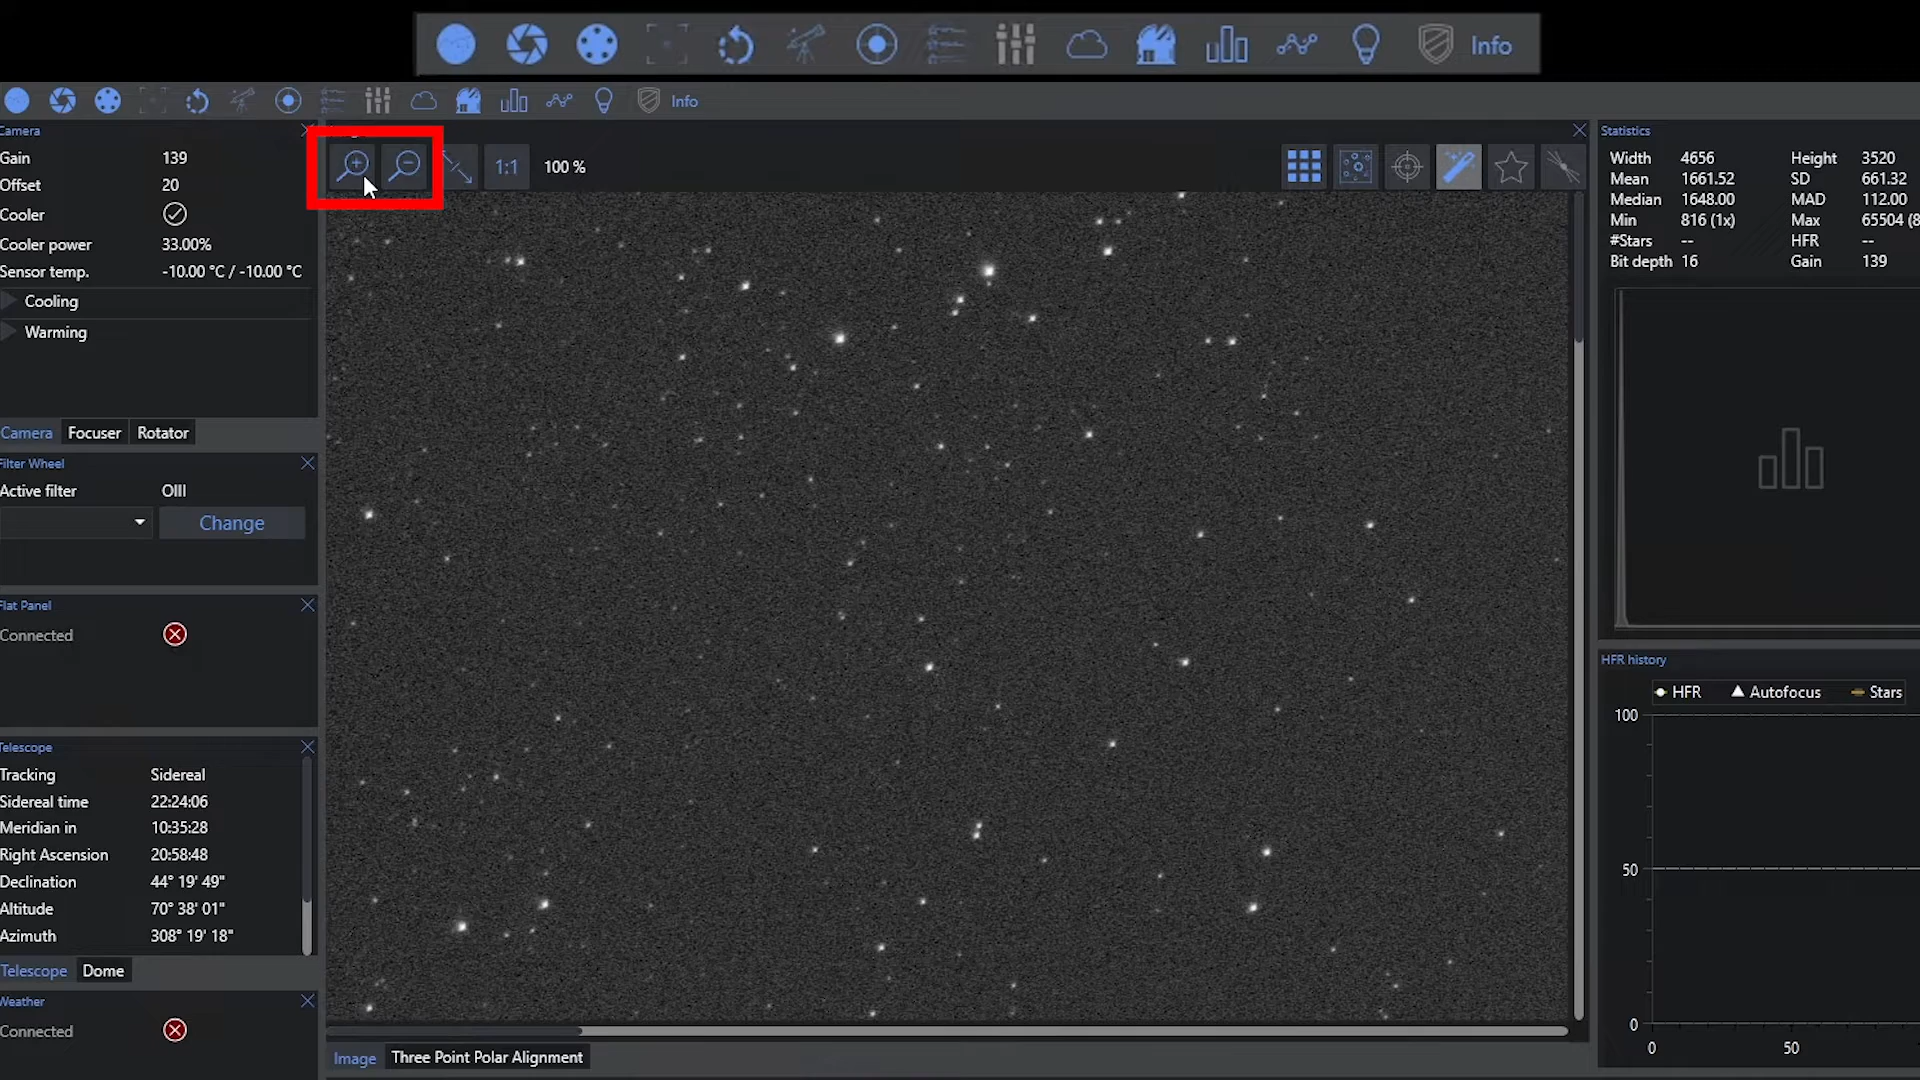 Info
Info
Camera
Gain 139
Offset 20
Cooler
Cooler power 33.00%
Sensor temp. -10.00 °C / -10.00 °C
Cooling
Warming
Camera Focuser Rotator
Filter Wheel
Active filter OIII
Change
Flat Panel
Connected
Telescope
Tracking Sidereal
Sidereal time 22:24:06
Meridian in 10:35:28
Right Ascension 20:58:48
Declination 44° 19' 49"
Altitude 70° 38' 01"
Azimuth 308° 19' 18"
Telescope Dome
Weather
Connected
1:1 100 %
Image Three Point Polar Alignment
Statistics
Width 4656 Height 3520
Mean 1661.52 SD 661.32
Median 1648.00 MAD 112.00
Min 816 (1x) Max 65504 (8
#Stars -- HFR --
Bit depth 16 Gain 139
HFR history
HFR Autofocus Stars
100
50
0
0 50